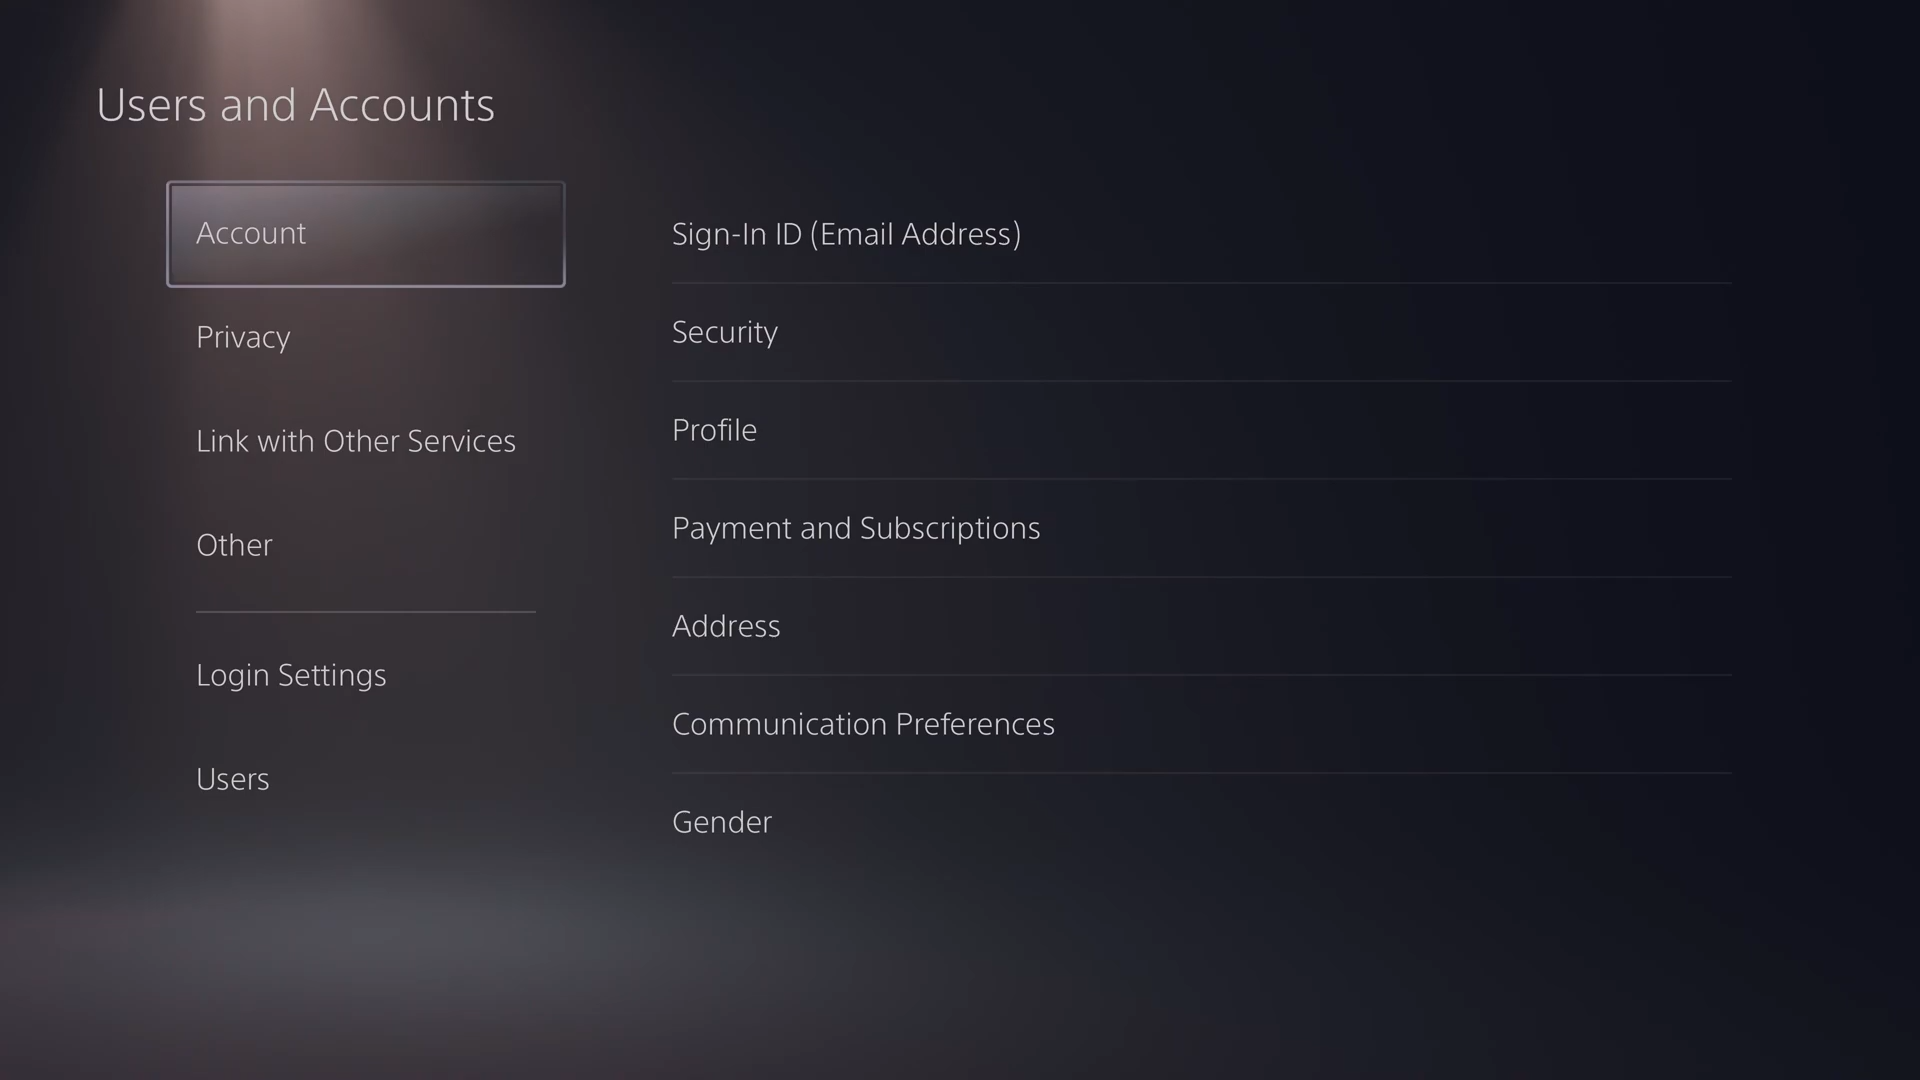 Users and Accounts
Account
Privacy
Link with Other Services
Other
Login Settings
Users
Sign-In ID (Email Address)
Security
Profile
Payment and Subscriptions
Address
Communication Preferences
Gender